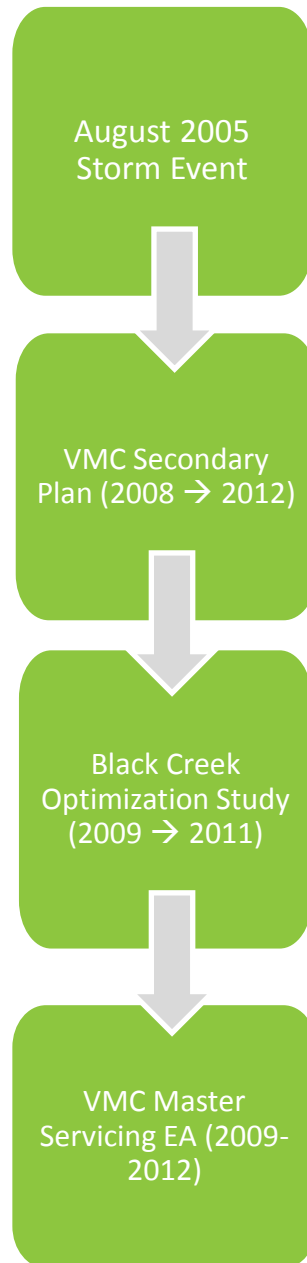 August 2005
Storm Event
VMC Secondary
Plan (2008 → 2012)
Black Creek
Optimization Study
(2009 → 2011)
VMC Master
Servicing EA (2009-
2012)